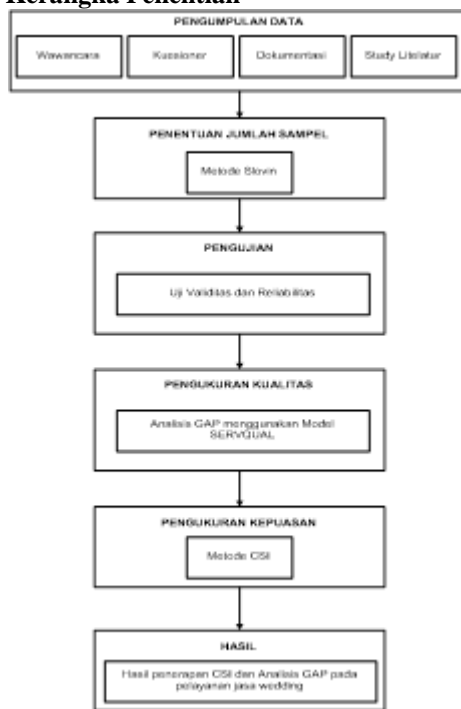 Kerangka Penelitian
PENGUMPULAN DATA
Wawancara
Kuesioner
Dokumentasi
Study Litelatur
PENENTUAN JUMLAH SAMPEL
Metode Slovin
PENGUJIAN
Uji Validitas dan Reliabilitas
PENGUKURAN KUALITAS
Analisis GAP menggunakan Model
SERVQUAL
PENGUKURAN KEPUASAN
Metode CSI
HASIL
Hasil penerapan CSI dan Analisis GAP pada
pelayanan jasa wedding